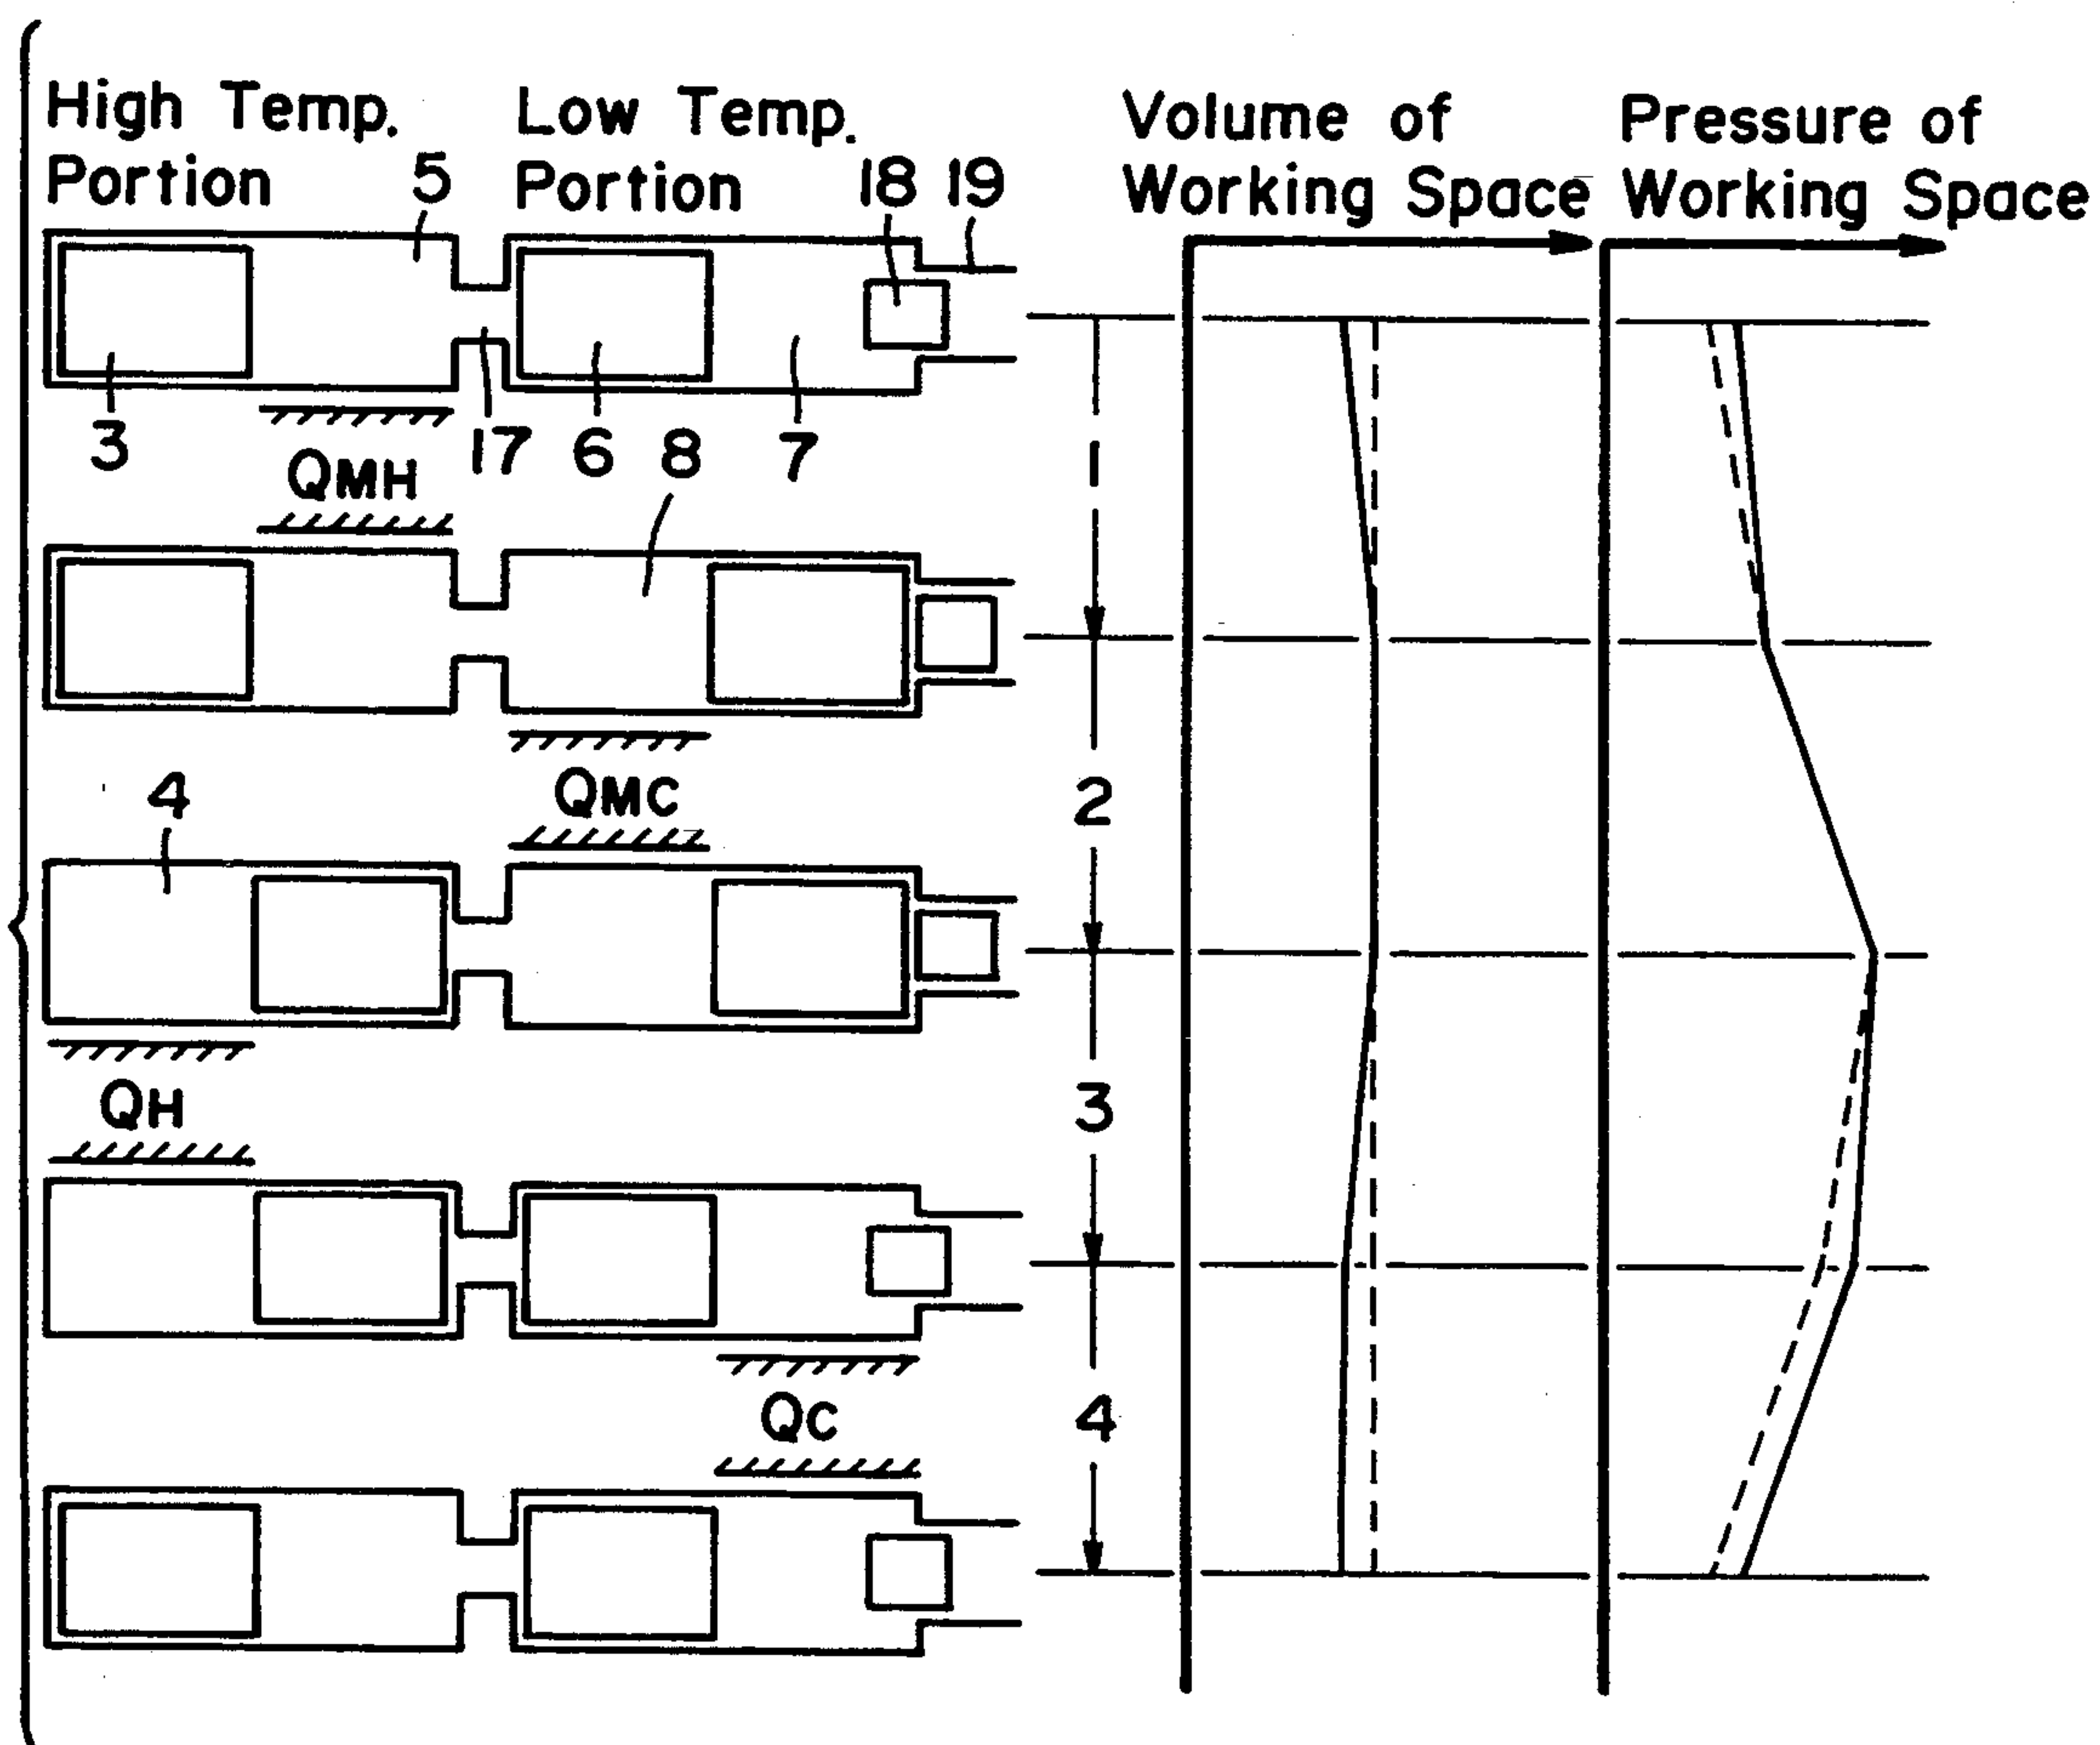 High Temp.
Portion
Low Temp.
Portion
Volume of
Working Space
Pressure of
Working Space
5
18
19
3
17
6
8
7
QMH
1
QMC
2
4
QH
3
QC
4